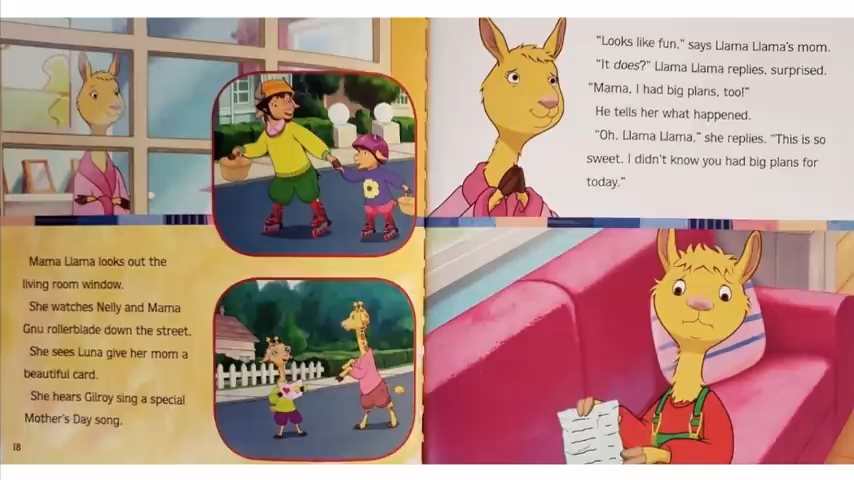 Mama Llama looks out the
living room window.
She watches Nelly and Mama
Gnu rollerblade down the street.
She sees Luna give her mom a
beautiful card.
She hears Gilroy sing a special
Mother's Day song.
18
"Looks like fun," says Llama Llama's mom.
"It does?" Llama Llama replies, surprised.
"Mama, I had big plans, too!"
He tells her what happened.
"Oh, Llama Llama," she replies. "This is so
sweet. I didn't know you had big plans for
today."